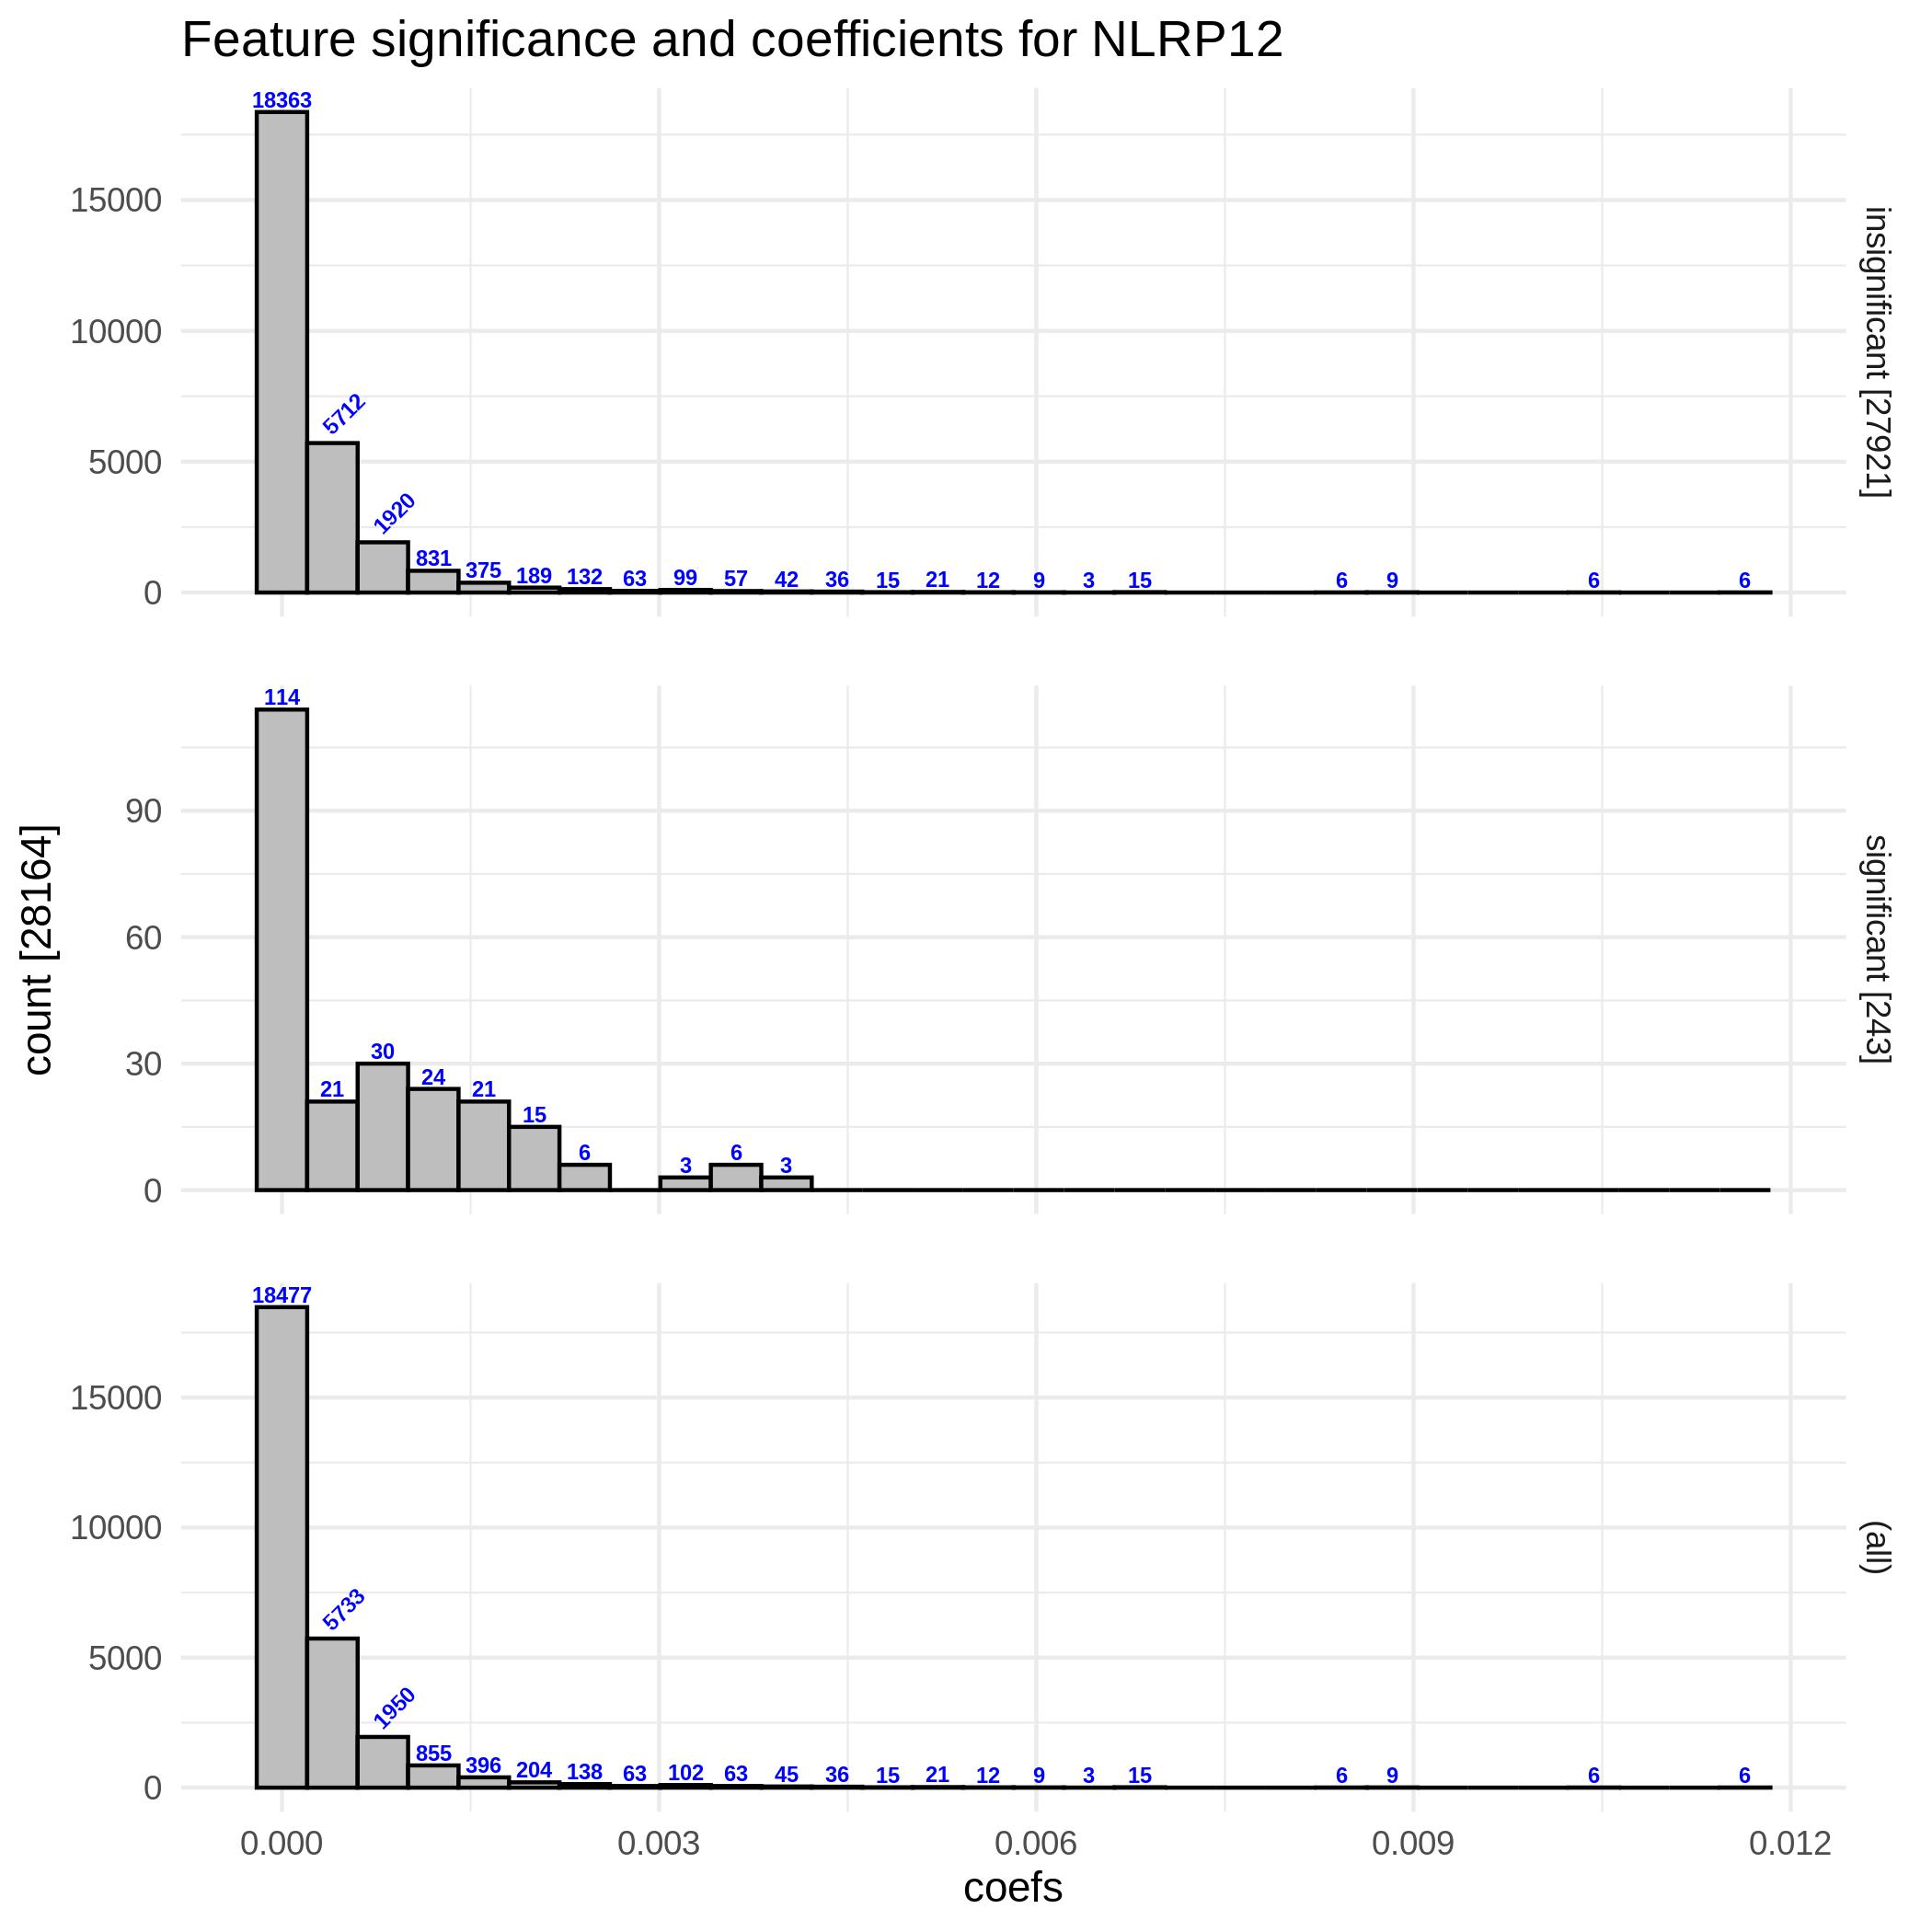 Feature significance and coefficients for NLRP12
18363
5712
1920
831 375 189 132 63 99 57 42 36 15 21 12 9 3 15 6 9 6 6
15000
10000
5000
0
insignificant [27921]
114
21 30 24 21 15 6 3 6 3
90
60
30
0
significant [243]
count [28164]
18477
5733
1950
855 396 204 138 63 102 63 45 36 15 21 12 9 3 15 6 9 6 6
15000
10000
5000
0
(all)
0.000 0.003 0.006 0.009 0.012
coefs